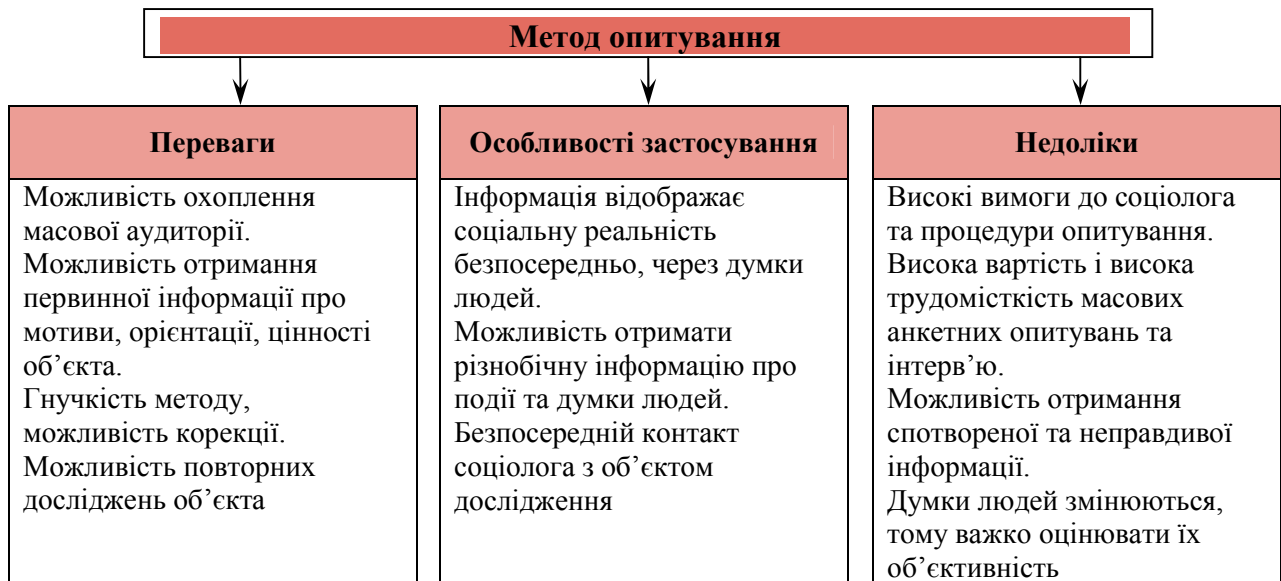 Метод опитування
Переваги
Можливість охоплення
масової аудиторії.
Можливість отримання
первинної інформації про
мотиви, орієнтації, цінності
об’єкта.
Гнучкість методу,
можливість корекції.
Можливість повторних
досліджень об’єкта
Особливості застосування
Інформація відображає
соціальну реальність
безпосередньо, через думки
людей.
Можливість отримати
різнобічну інформацію про
події та думки людей.
Безпосередній контакт
соціолога з об’єктом
дослідження
Недоліки
Високі вимоги до соціолога
та процедури опитування.
Висока вартість і висока
трудомісткість масових
анкетних опитувань та
інтерв’ю.
Можливість отримання
спотвореної та неправдивої
інформації.
Думки людей змінюються,
тому важко оцінювати їх
об’єктивність